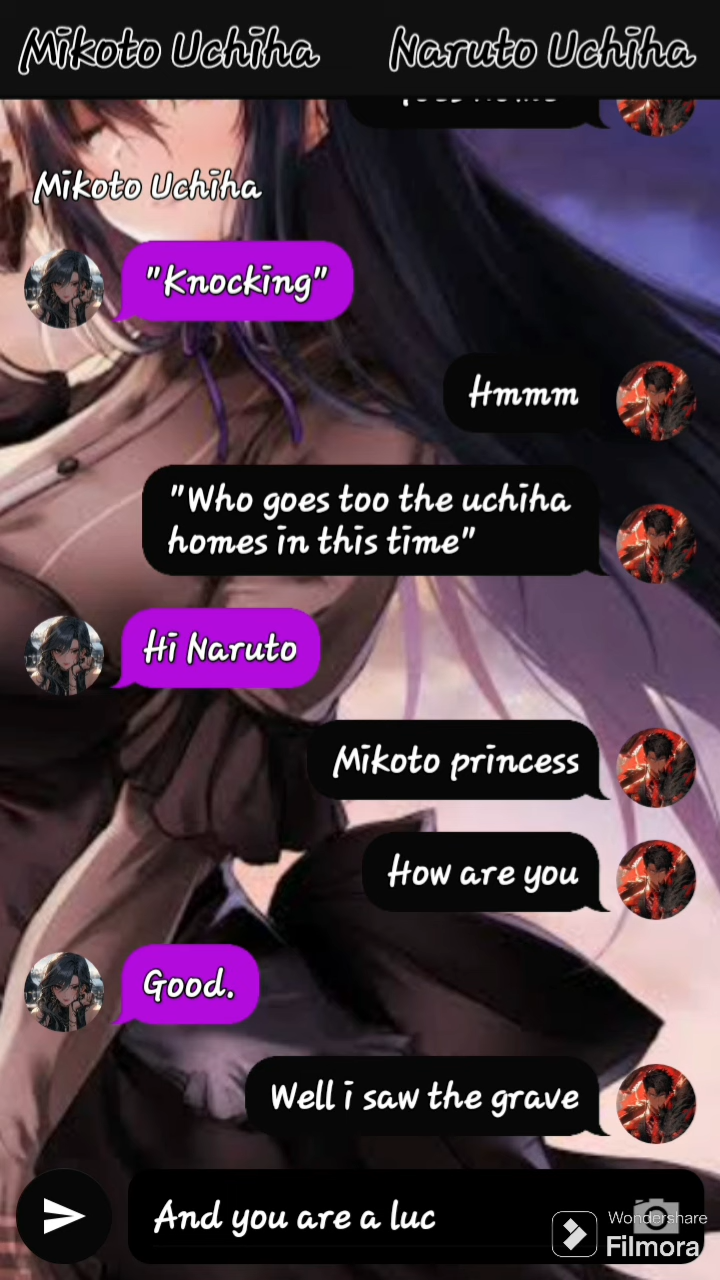 Mikoto Uchiha
Naruto Uchiha
Mikoto Uchiha
"Knocking"
Hmmm
"Who goes too the uchiha
homes in this time"
Hi Naruto
Mikoto princess
How are you
Good.
Well i saw the grave
And you are a luc
Wondershare
Filmora